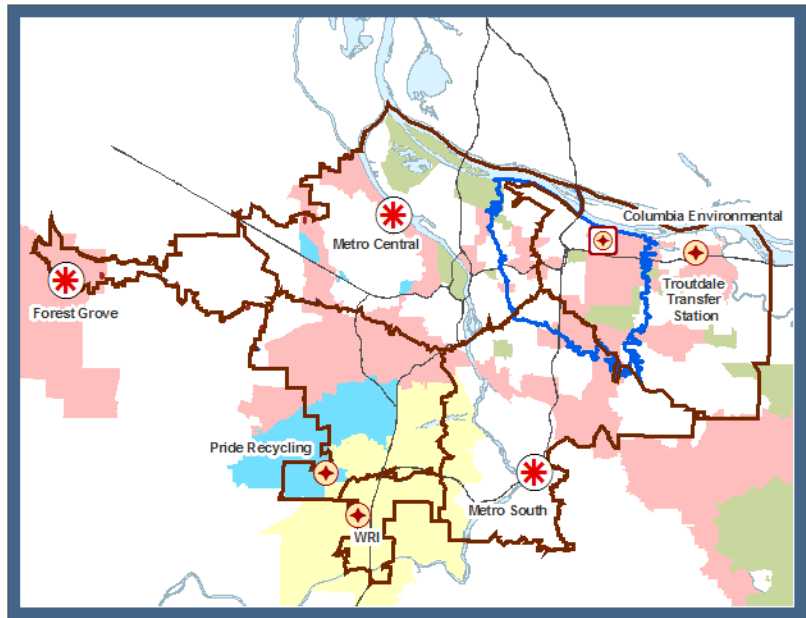 Columbia Environmental
Metro Central
Troutdale
Transfer
Station
Forest Grove
Pride Recycling
Metro South
WRI